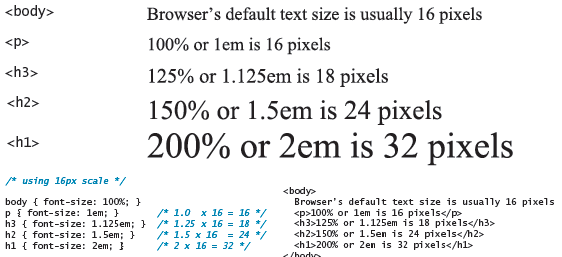 <body> Browser's default text size is usually 16 pixels
<p> 100% or 1em is 16 pixels
<h3> 125% or 1.125em is 18 pixels
<h2> 150% or 1.5em is 24 pixels
<h1> 200% or 2em is 32 pixels
/* using 16px scale */
body { font-size: 100%; }
p { font-size: 1em; } /* 1.0 x 16 = 16 */
h3 { font-size: 1.125em; } /* 1.25 x 16 = 18 */
h2 { font-size: 1.5em; } /* 1.5 x 16 = 24 */
h1 { font-size: 2em; } /* 2 x 16 = 32 */
<body>
Browser's default text size is usually 16 pixels
<p>100% or 1em is 16 pixels</p>
<h3>125% or 1.125em is 18 pixels</h3>
<h2>150% or 1.5em is 24 pixels</h2>
<h1>200% or 2em is 32 pixels</h1>
</body>